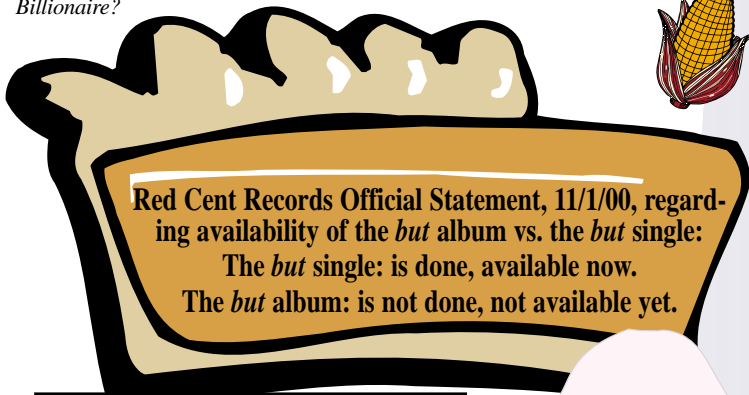 Billionaire?
Red Cent Records Official Statement, 11/1/00, regard-
ing availability of the but album vs. the but single:
The but single: is done, available now.
The but album: is not done, not available yet.